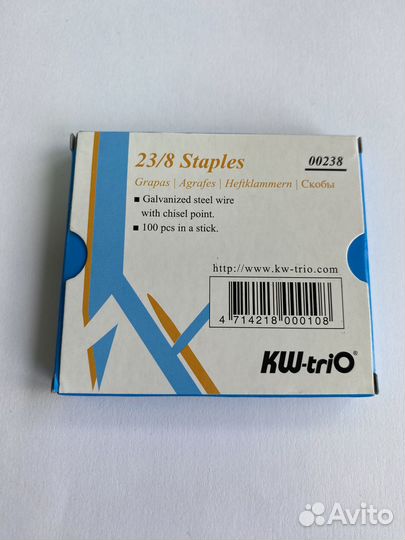 23/8 Staples
00238
Grapas | Agrafes | Heftklammern | Скобы
■ Galvanized steel wire
with chisel point.
■ 100 pcs in a stick.
http://www.kw-trio.com
4 714218 000108
KW-triO®
Avito